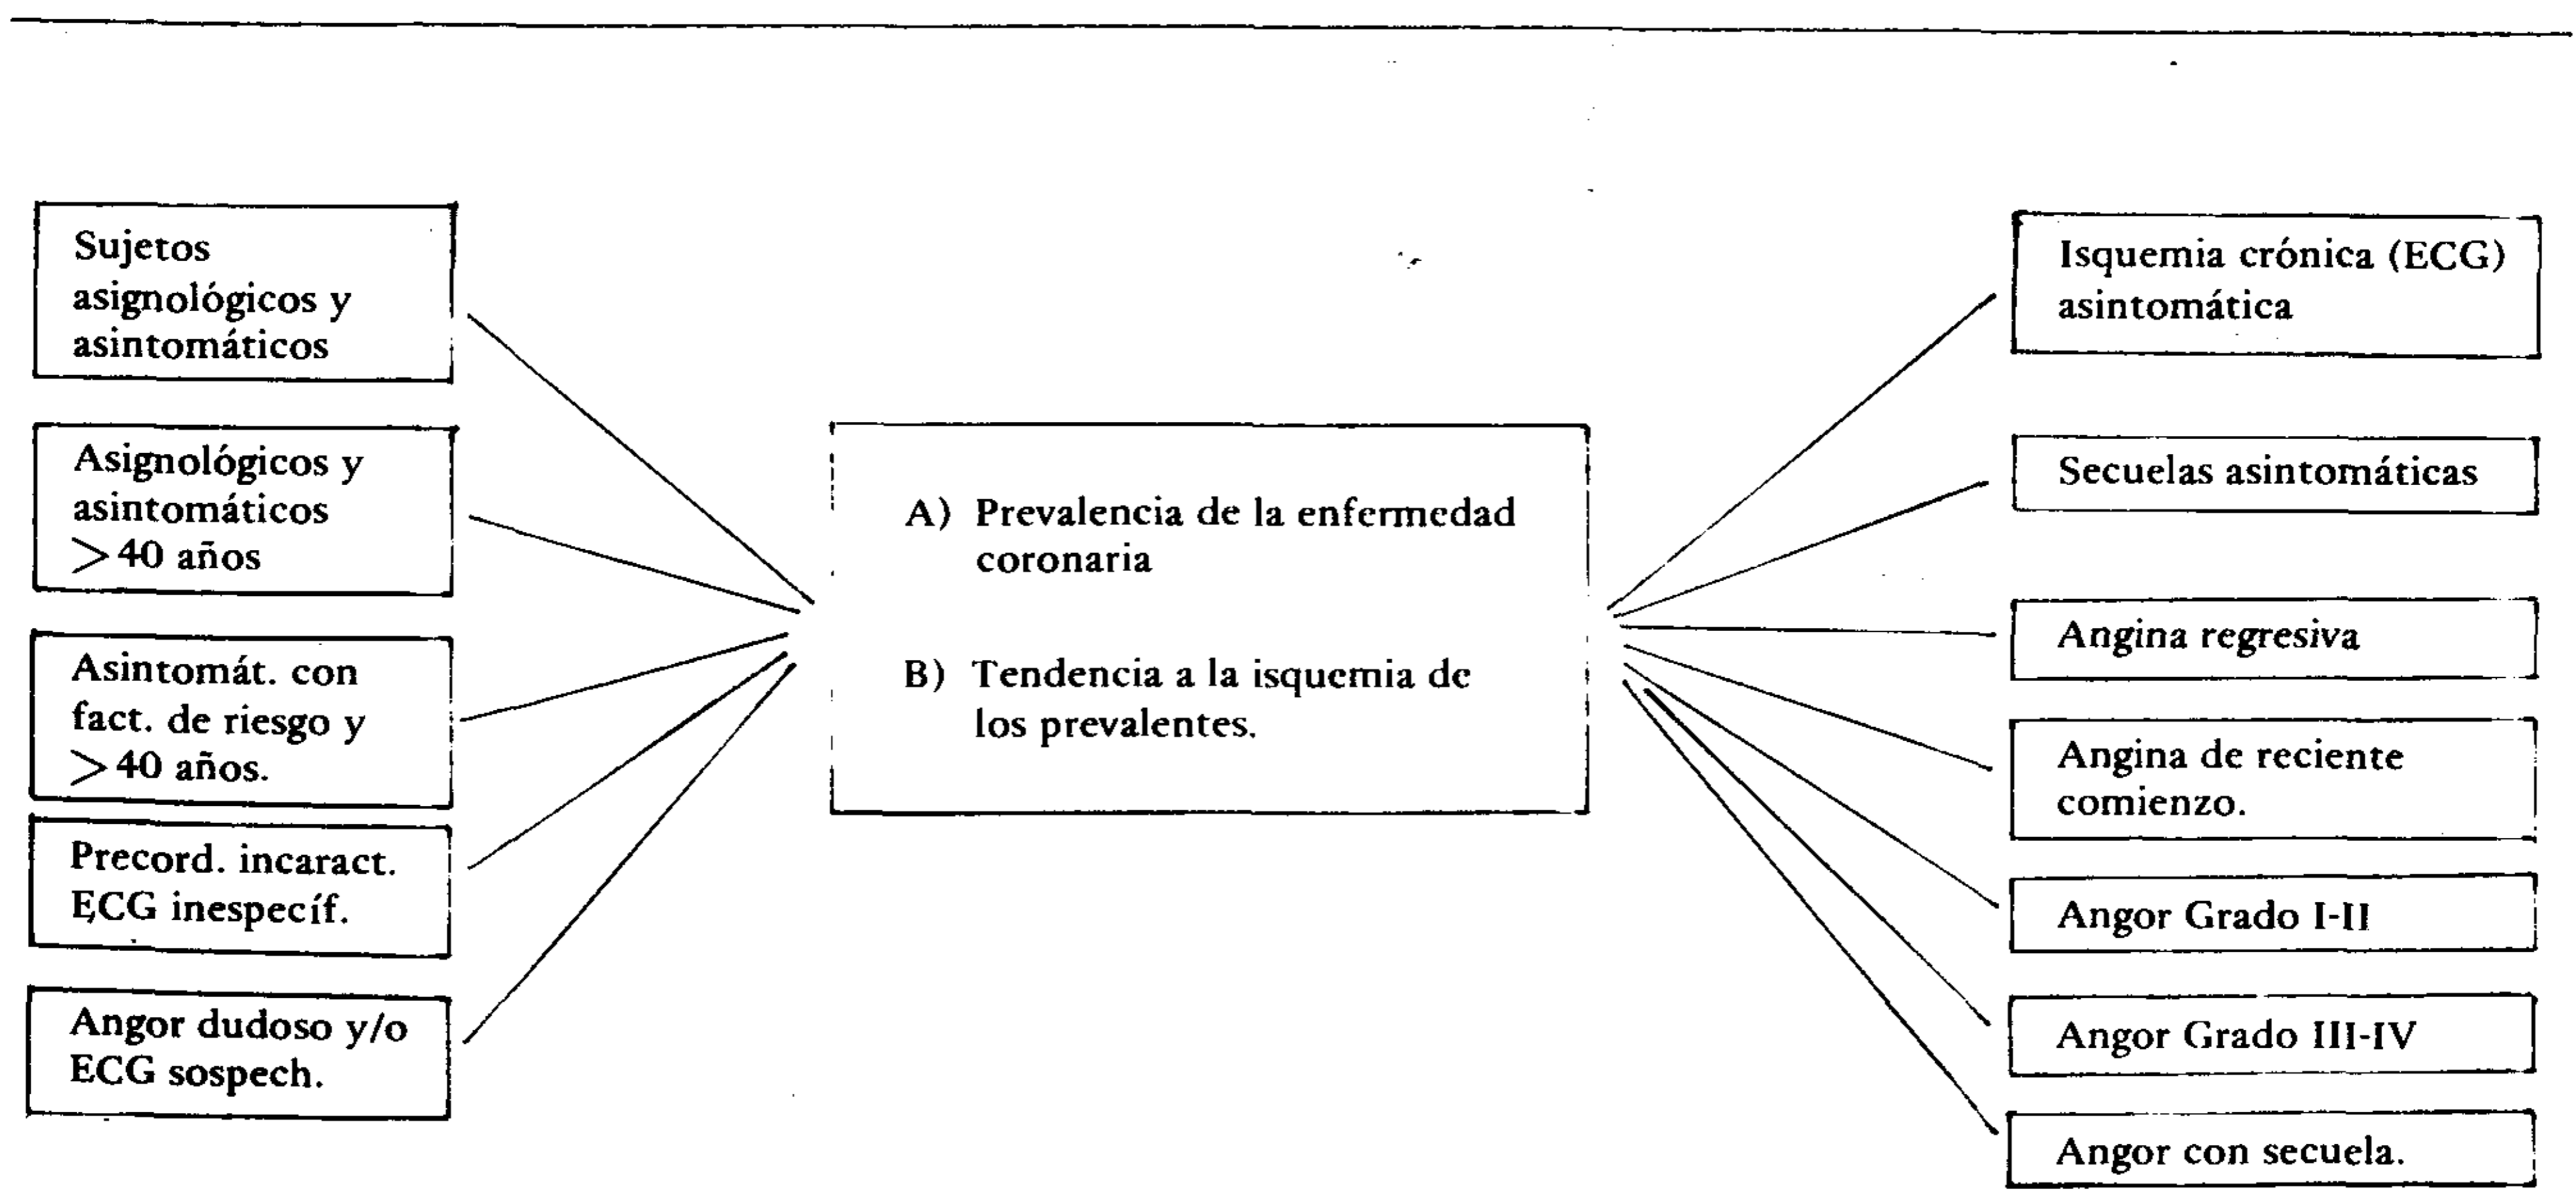 Sujetos
asignológicos y
asintomáticos
Asignológicos y
asintomáticos
>40 años
Asintomát. con
fact. de riesgo y
>40 años.
Precord. incaract.
ECG inespecíf.
Angor dudoso y/o
ECG sospech.
A) Prevalencia de la enfermedad
coronaria
B) Tendencia a la isquemia de
los prevalentes.
Isquemia crónica (ECG)
asintomática
Secuelas asintomáticas
Angina regresiva
Angina de reciente
comienzo.
Angor Grado I-II
Angor Grado III-IV
Angor con secuela.